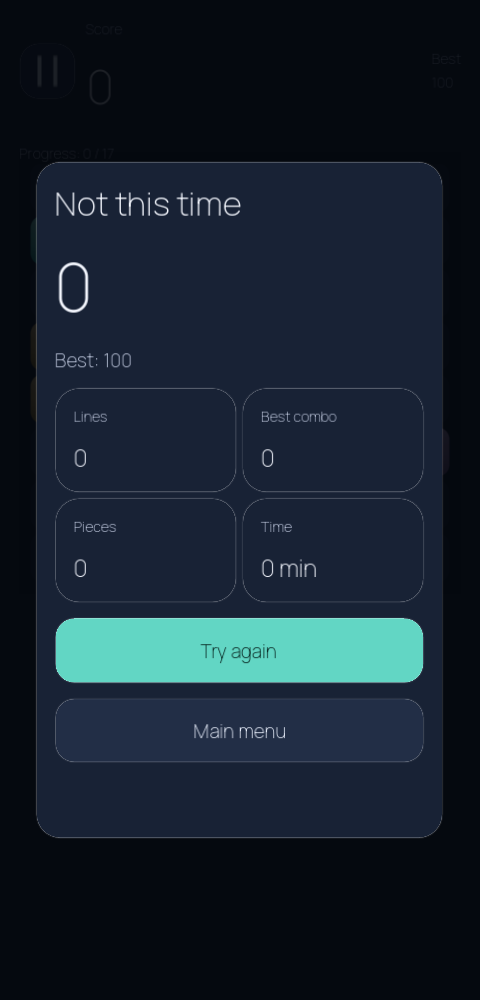 Score
0
Best
100
Progress: 0 / 17
Not this time
0
Best: 100
Lines
0
Best combo
0
Pieces
0
Time
0 min
Try again
Main menu